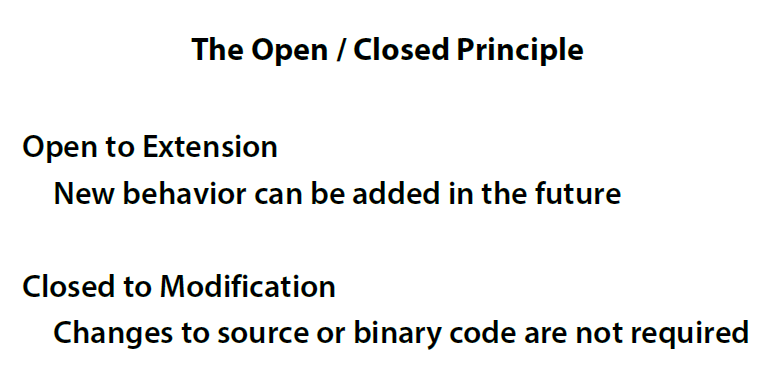 The Open / Closed Principle
Open to Extension
New behavior can be added in the future
Closed to Modification
Changes to source or binary code are not required